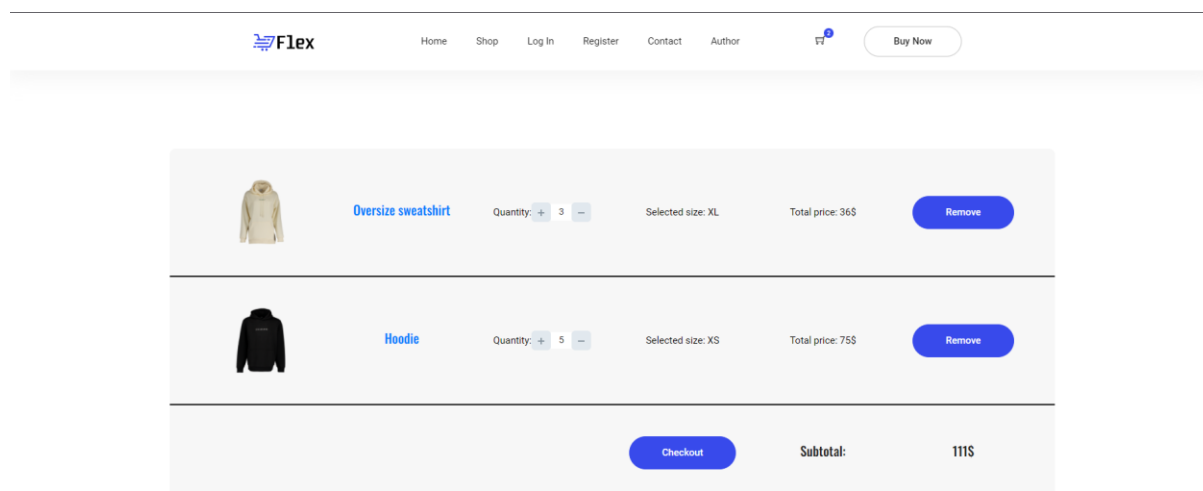 Flex Home Shop Log In Register Contact Author 2 Buy Now
Oversize sweatshirt Quantity: + 3 − Selected size: XL Total price: 36$ Remove
Hoodie Quantity: + 5 − Selected size: XS Total price: 75$ Remove
Checkout Subtotal: 111$